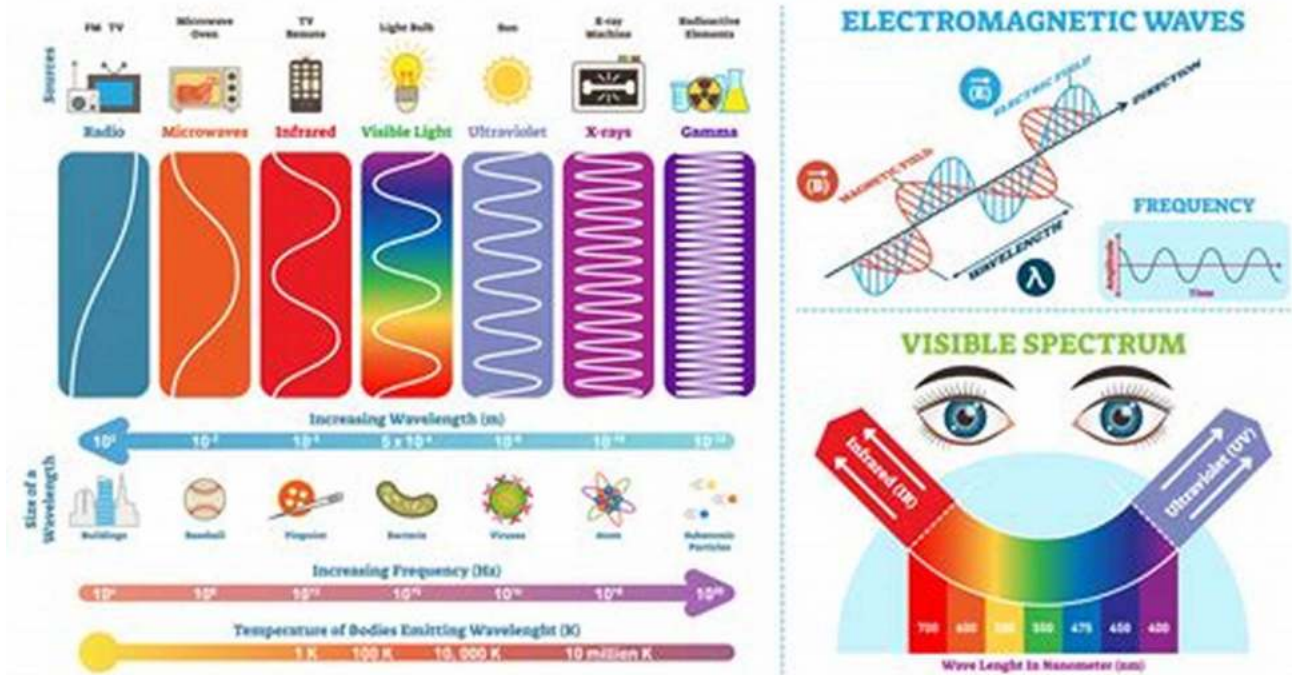 Sources
FM TV
Microwave
Oven
TV
Remote
Light Bulb
Sun
X-ray
Machine
Radioactive
Elements
Radio
Microwaves
Infrared
Visible Light
Ultraviolet
X-rays
Gamma
Increasing Wavelength (m)
Size of a
Wavelength
Buildings
Baseball
Pinpoint
Bacteria
Viruses
Atom
Subatomic
Particles
Increasing Frequency (Hz)
Temperature of Bodies Emitting Wavelenght (K)
1 K 100 K 10,000 K 10 million K
ELECTROMAGNETIC WAVES
(E)
ELECTRIC FIELD
DIRECTION
(B)
MAGNETIC FIELD
WAVELENGTH
λ
FREQUENCY
Amplitude
Time
VISIBLE SPECTRUM
Infrared (IR)
Ultraviolet (UV)
700 600 550 475 450 400
Wave Lenght In Nanometer (nm)